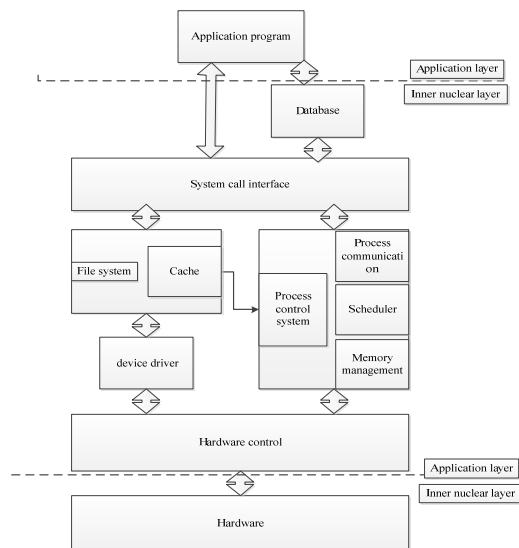 Application program
Application layer
Inner nuclear layer
Database
System call interface
File system
Cache
Process control system
Process
communicati
on
Scheduler
Memory
management
device driver
Hardware control
Application layer
Inner nuclear layer
Hardware